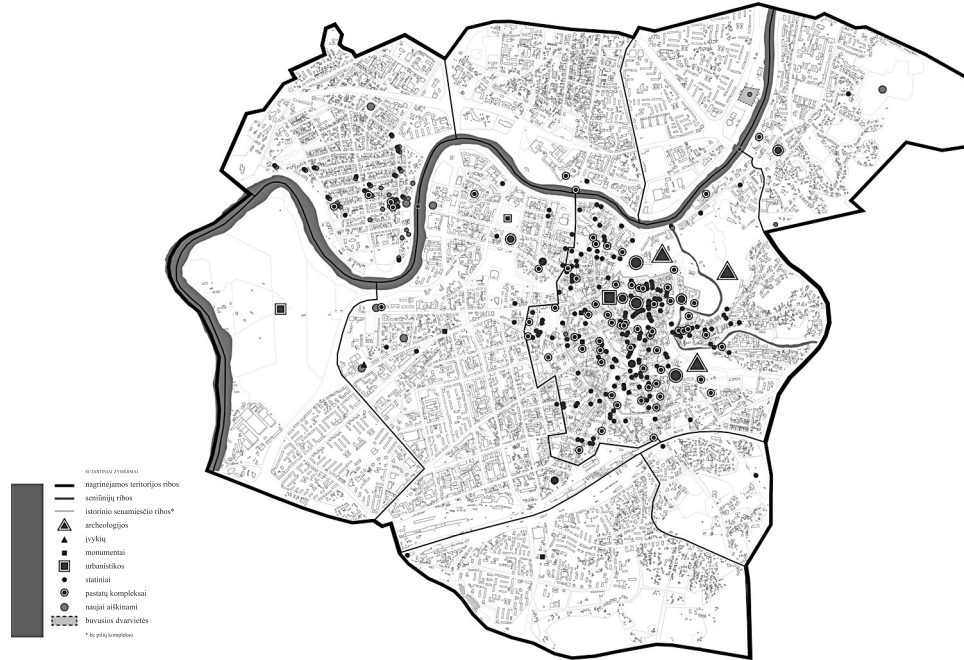 SUTARTINIAI ŽYMĖJIMAI
nagrinėjamos teritorijos ribos
seniūnijų ribos
istorinio senamiesčio ribos*
archeologijos
įvykių
monumentai
urbanistikos
statiniai
pastatų kompleksai
naujai aiškinami
buvusios dvarvietės
* be pilių komplekso